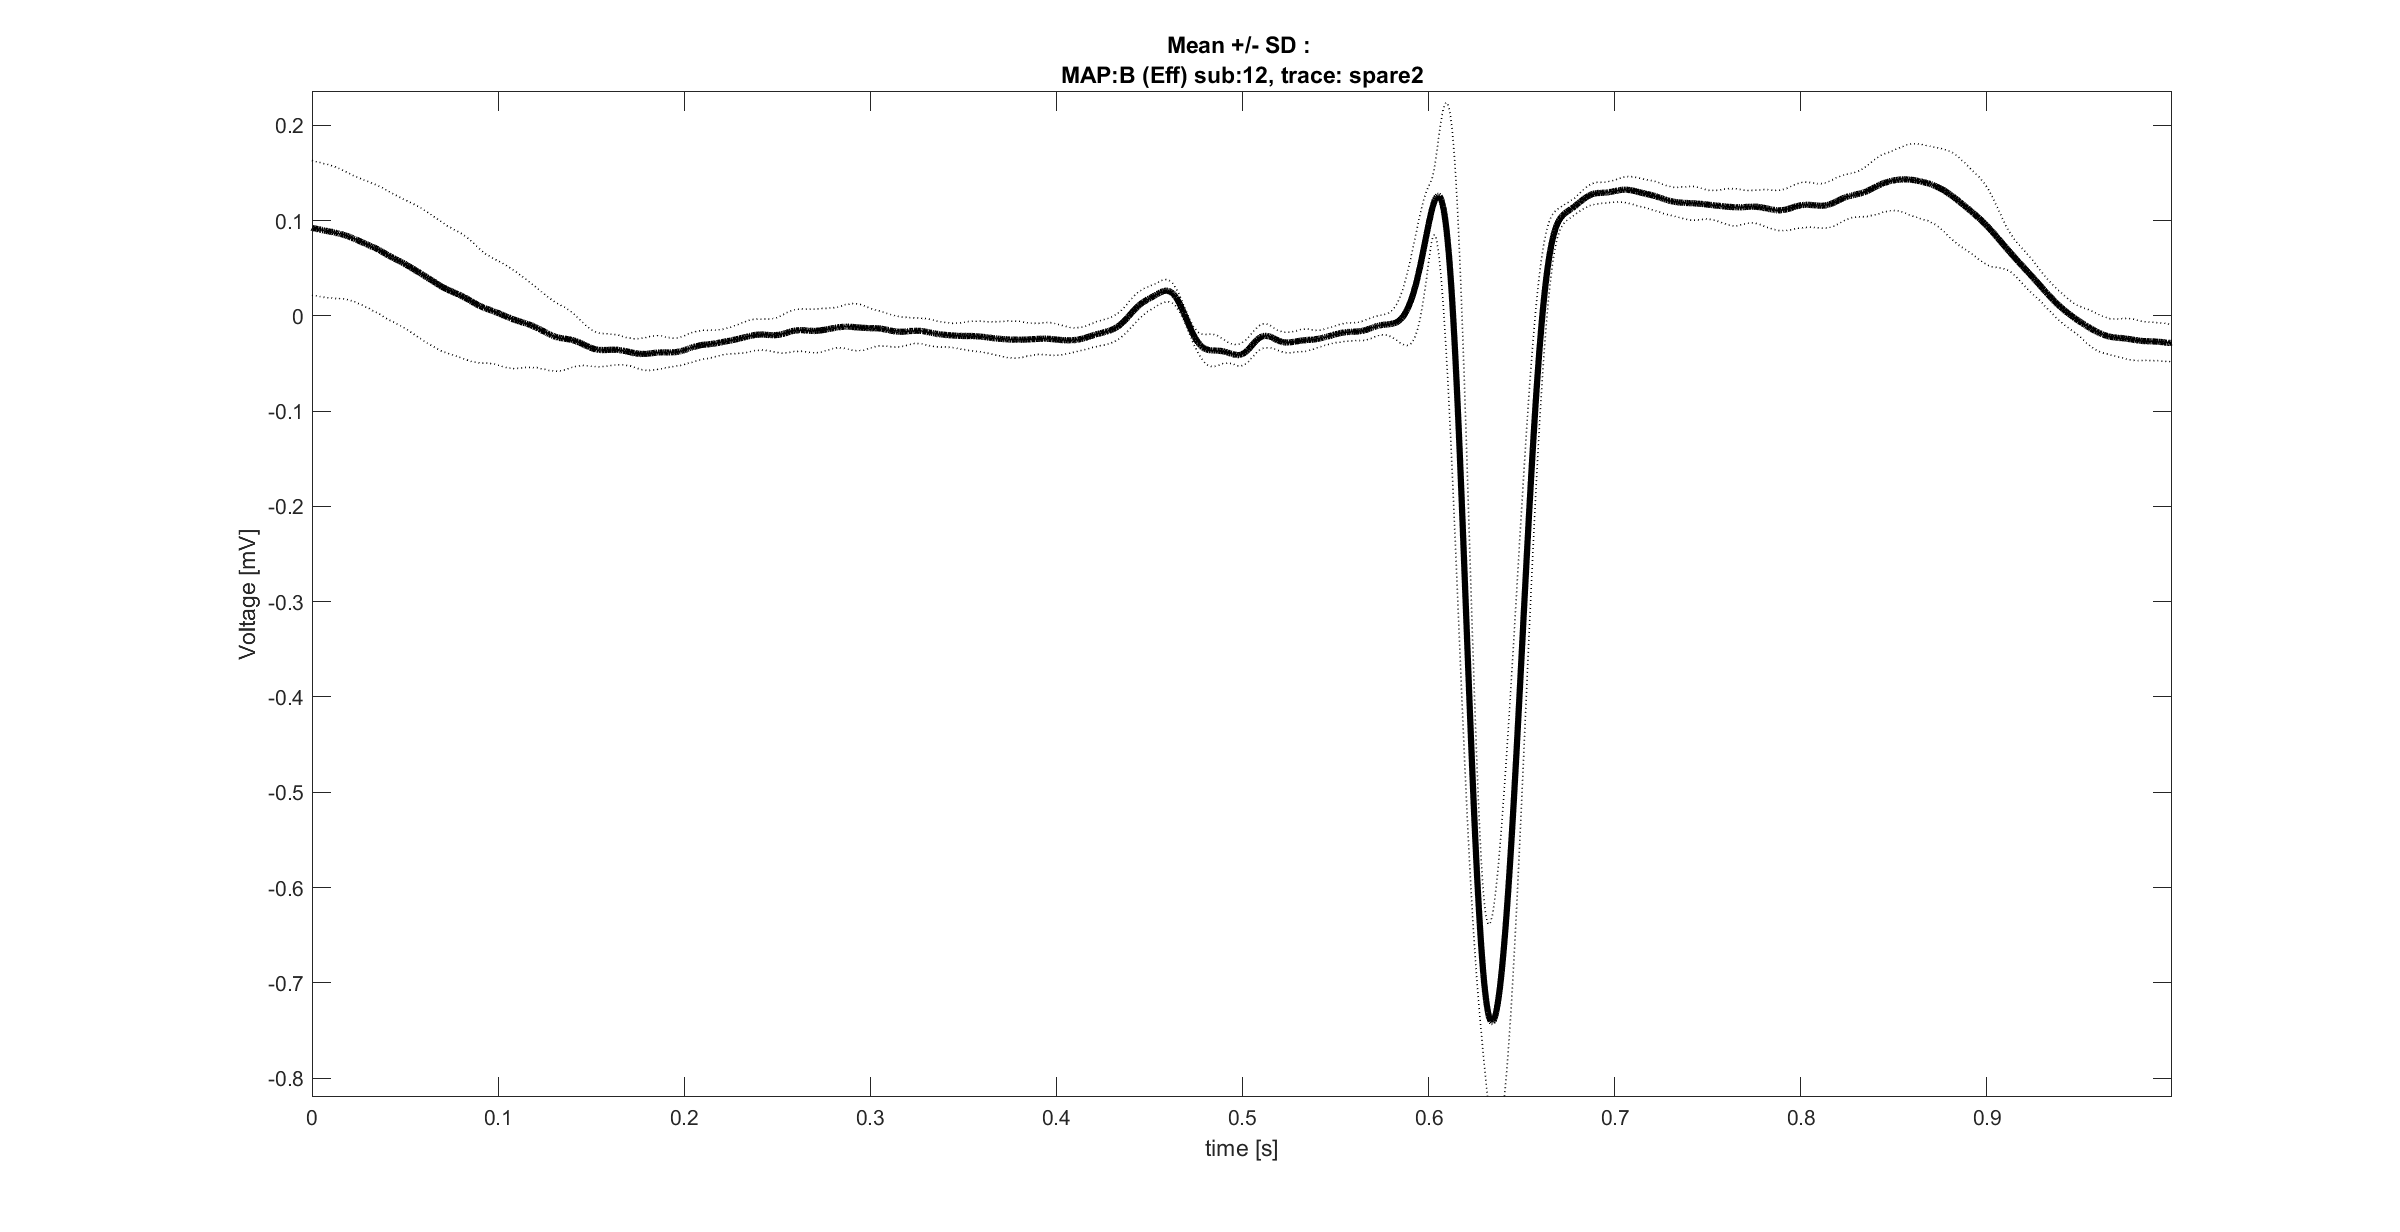 Mean +/- SD :
MAP:B (Eff) sub:12, trace: spare2
0.2
0.1
0
-0.1
-0.2
-0.3
-0.4
-0.5
-0.6
-0.7
-0.8
Voltage [mV]
0 0.1 0.2 0.3 0.4 0.5 0.6 0.7 0.8 0.9
time [s]